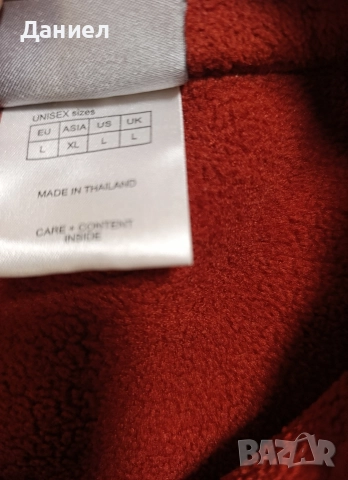 Даниел
UNISEX sizes
EU ASIA US UK
L XL L L
MADE IN THAILAND
CARE + CONTENT
INSIDE
BAZAR